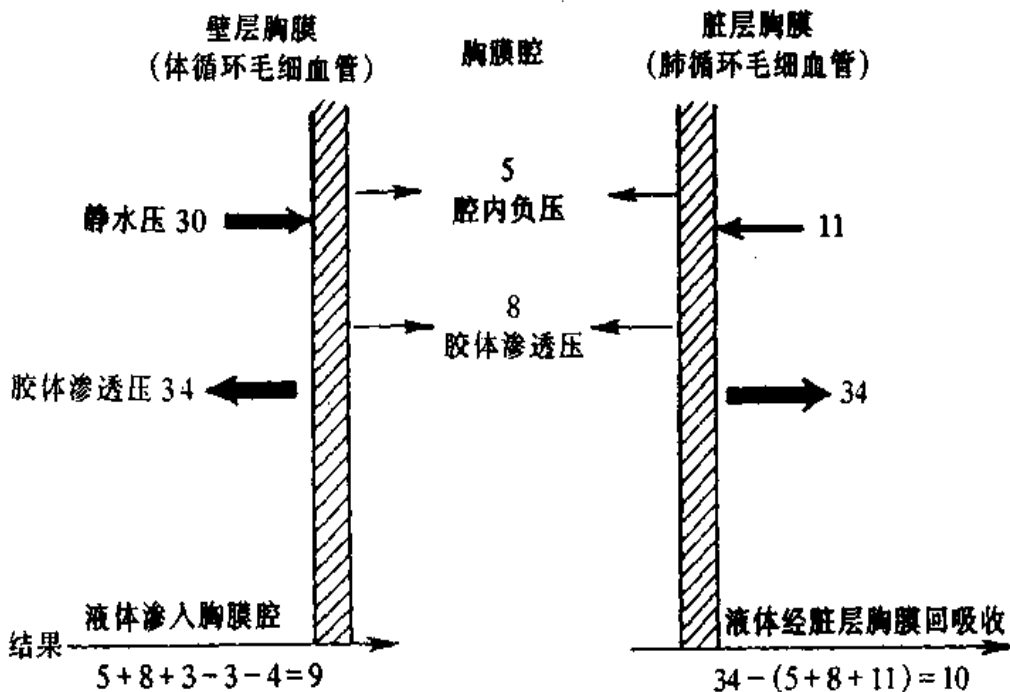 壁层胸膜
(体循环毛细血管)
胸膜腔
脏层胸膜
(肺循环毛细血管)
5
腔内负压
静水压 30
11
8
胶体渗透压
胶体渗透压 34
34
液体渗入胸膜腔
结果
5+8+3-3-4=9
液体经脏层胸膜回吸收
34-(5+8+11)=10